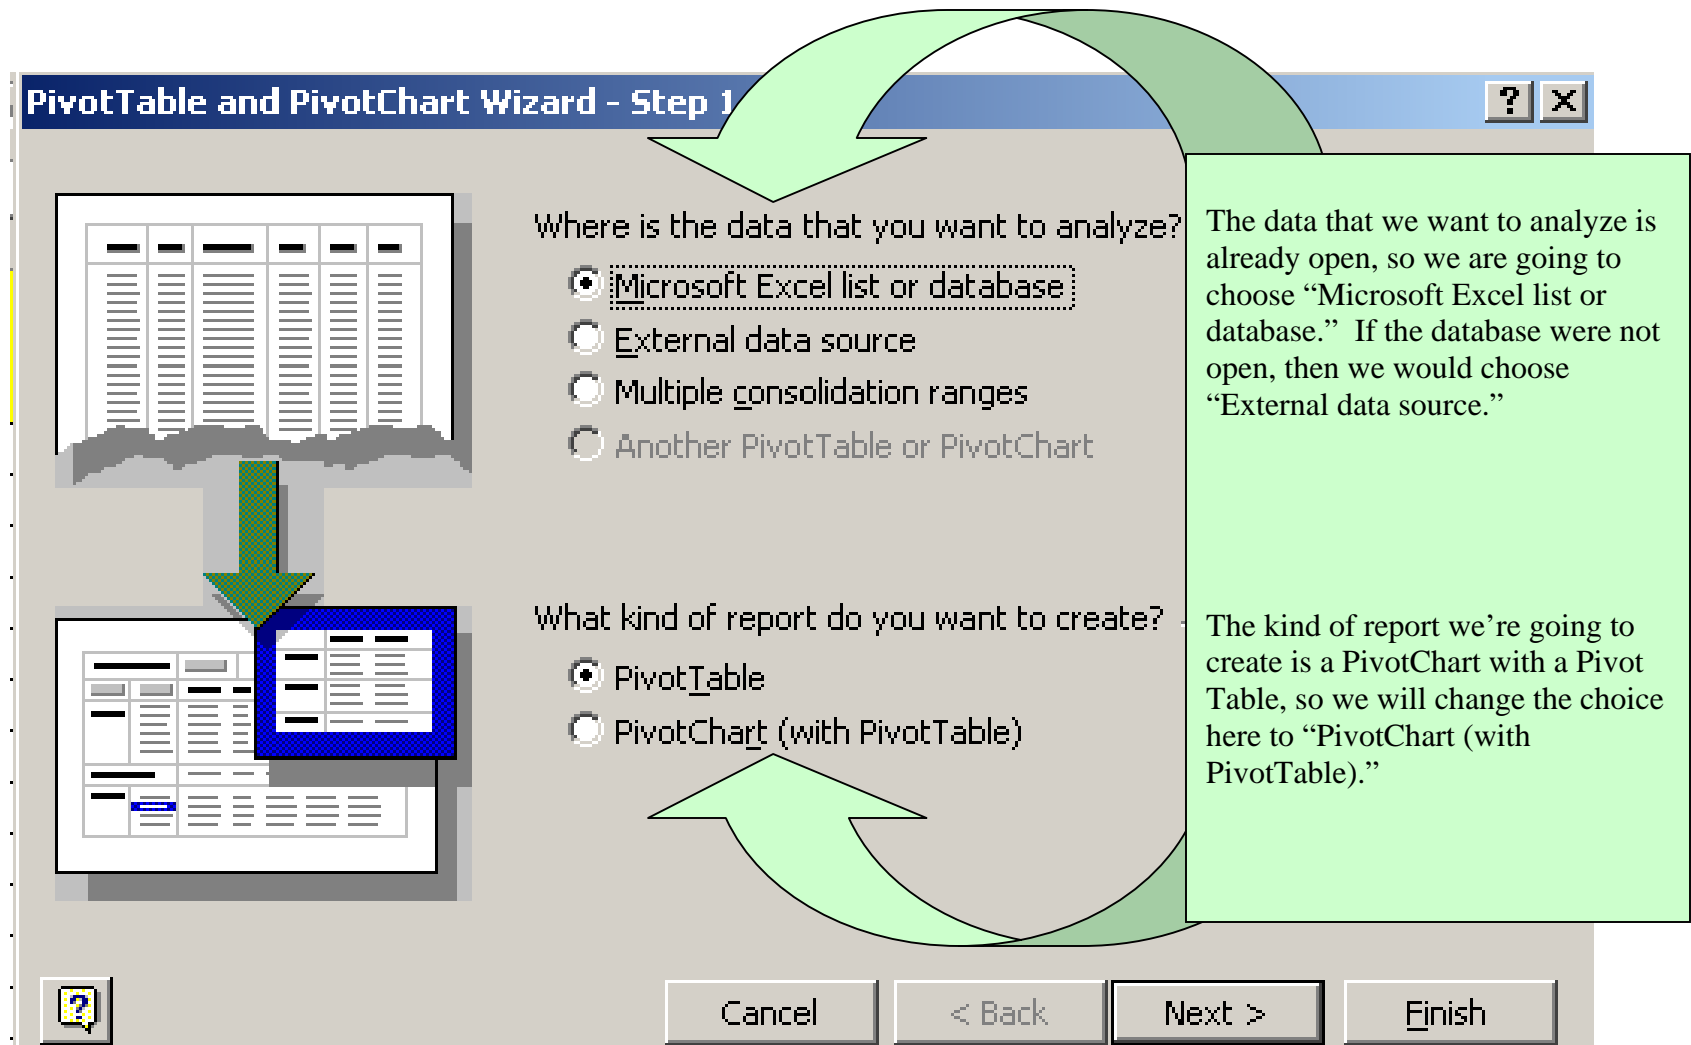 PivotTable and PivotChart Wizard - Step 1
Where is the data that you want to analyze?
Microsoft Excel list or database
External data source
Multiple consolidation ranges
Another PivotTable or PivotChart
What kind of report do you want to create?
PivotTable
PivotChart (with PivotTable)
The data that we want to analyze is
already open, so we are going to
choose “Microsoft Excel list or
database.”  If the database were not
open, then we would choose
“External data source.”
The kind of report we’re going to
create is a PivotChart with a Pivot
Table, so we will change the choice
here to “PivotChart (with
PivotTable).”
Cancel
< Back
Next >
Finish